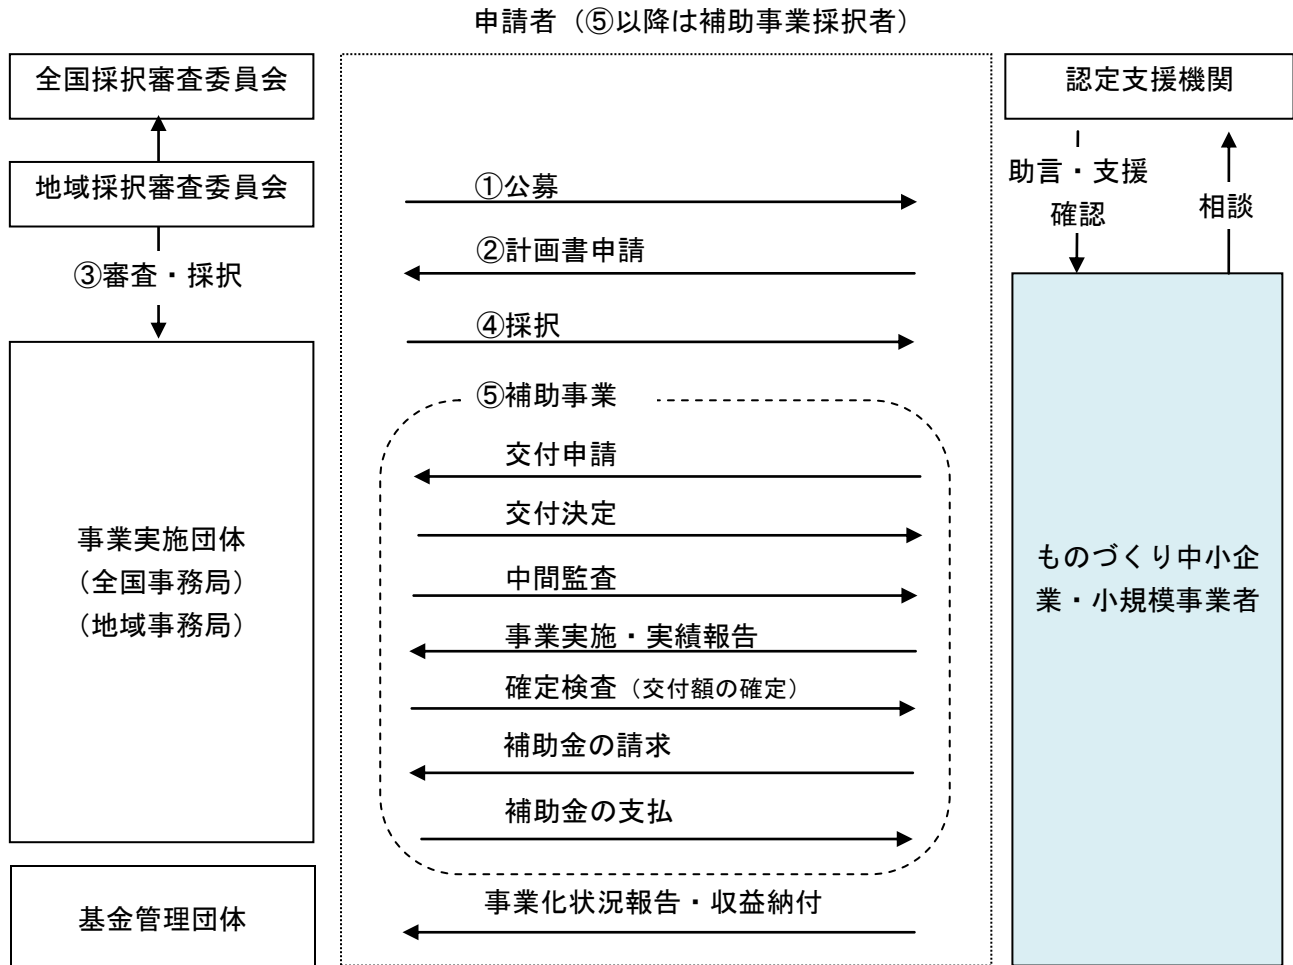 申請者（⑤以降は補助事業採択者）
全国採択審査委員会
認定支援機関
地域採択審査委員会
助言・支援
確認
相談
①公募
②計画書申請
③審査・採択
④採択
⑤補助事業
交付申請
交付決定
中間監査
事業実施・実績報告
確定検査（交付額の確定）
補助金の請求
補助金の支払
事業実施団体
（全国事務局）
（地域事務局）
ものづくり中小企
業・小規模事業者
事業化状況報告・収益納付
基金管理団体